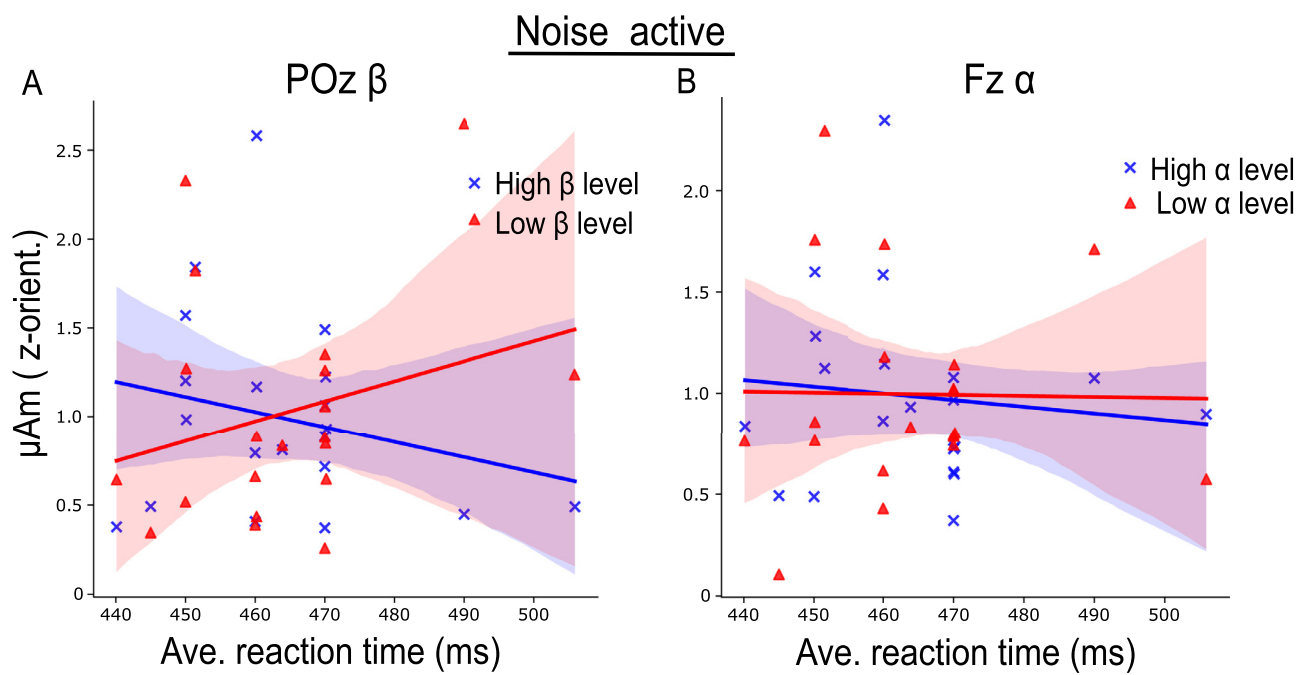 Noise active
A
POz β
B
Fz α
μAm ( z-orient.)
2.5
2.0
1.5
1.0
0.5
0
High β level
Low β level
440 450 460 470 480 490 500
Ave. reaction time (ms)
2.0
1.5
1.0
0.5
0
High α level
Low α level
440 450 460 470 480 490 500
Ave. reaction time (ms)